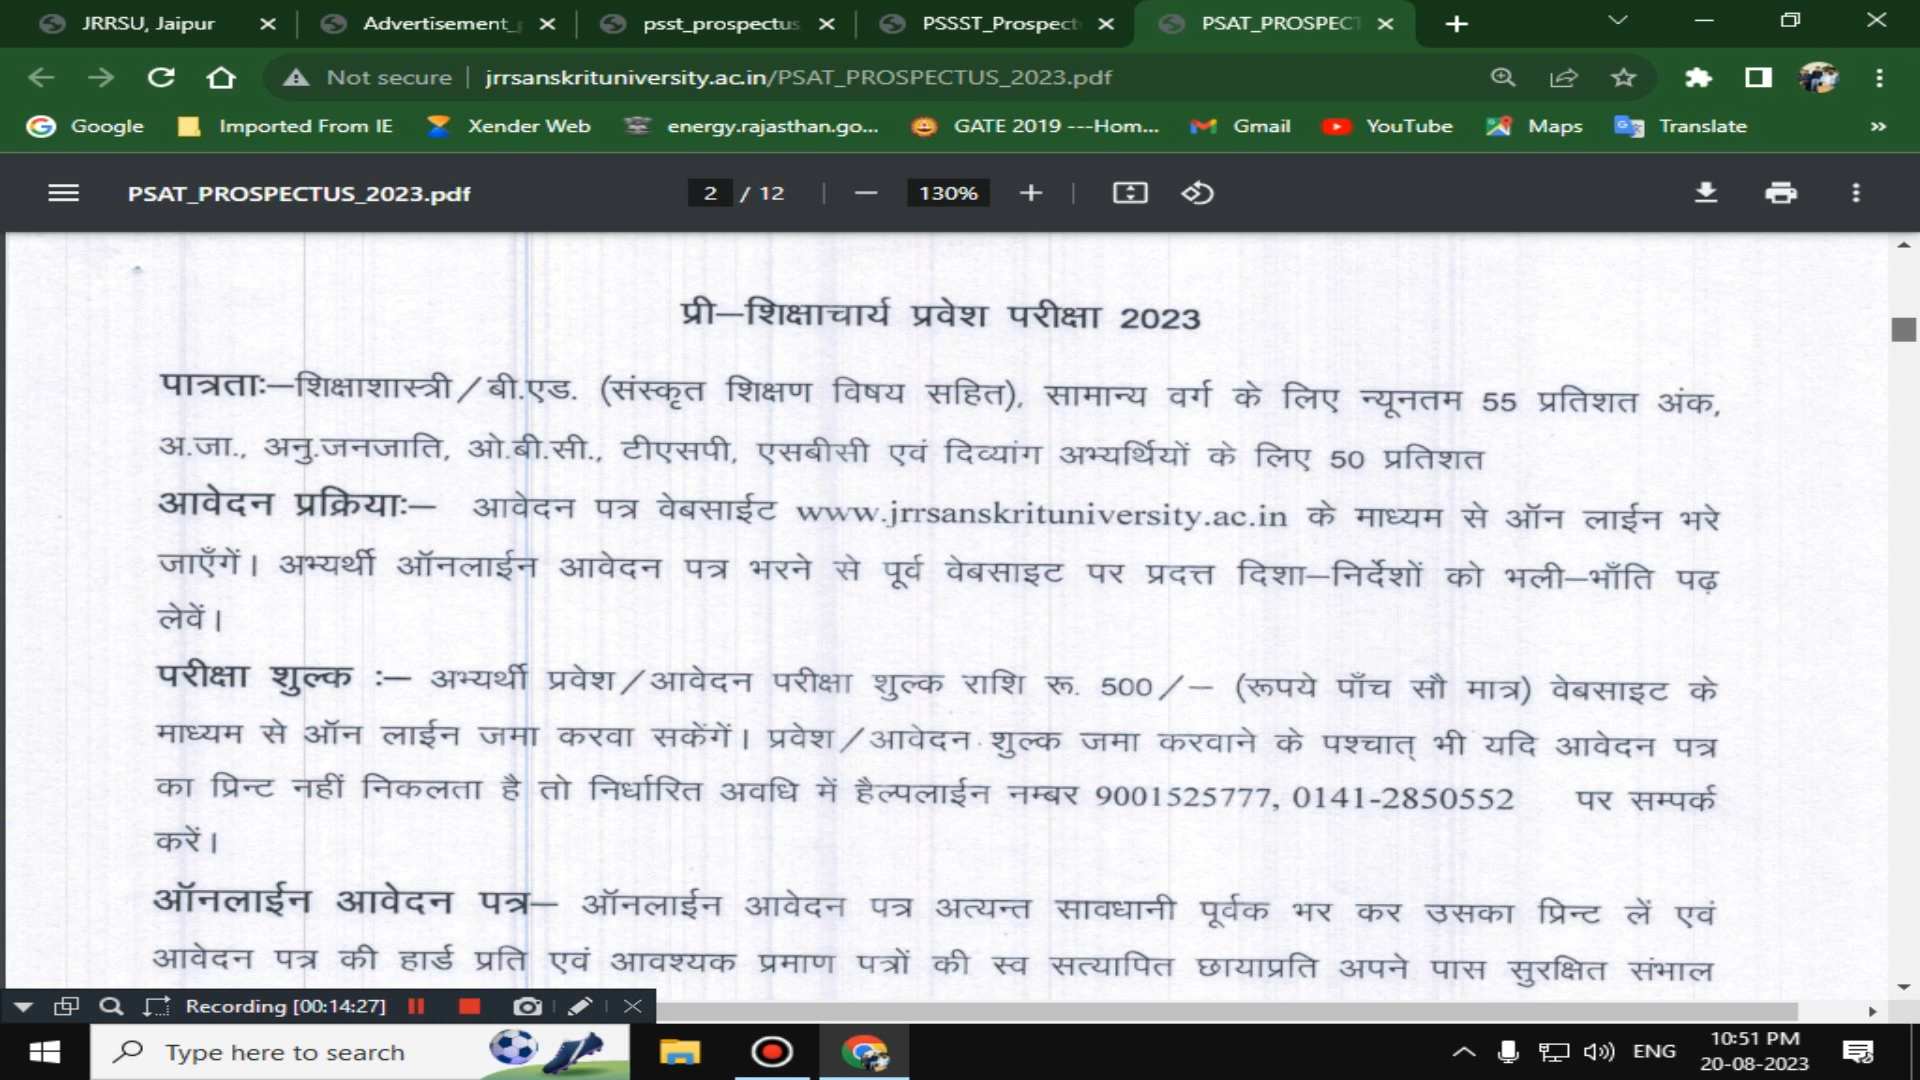 JRRSU, Jaipur
Advertisement_
psst_prospectus
PSSST_Prospect
PSAT_PROSPECT
Not secure
jrrsanskrituniversity.ac.in/PSAT_PROSPECTUS_2023.pdf
Google
Imported From IE
Xender Web
energy.rajasthan.go...
GATE 2019 ---Hom...
Gmail
YouTube
Maps
Translate
PSAT_PROSPECTUS_2023.pdf
2 / 12
130%
प्री—शिक्षाचार्य प्रवेश परीक्षा 2023
पात्रताः—शिक्षाशास्त्री/बी.एड. (संस्कृत शिक्षण विषय सहित), सामान्य वर्ग के लिए न्यूनतम 55 प्रतिशत अंक,
अ.जा., अनु.जनजाति, ओ.बी.सी., टीएसपी, एसबीसी एवं दिव्यांग अभ्यर्थियों के लिए 50 प्रतिशत
आवेदन प्रक्रियाः— आवेदन पत्र वेबसाईट www.jrrsanskrituniversity.ac.in के माध्यम से ऑन लाईन भरे
जाएँगें। अभ्यर्थी ऑनलाईन आवेदन पत्र भरने से पूर्व वेबसाइट पर प्रदत्त दिशा—निर्देशों को भली—भाँति पढ़
लेवें।
परीक्षा शुल्क :— अभ्यर्थी प्रवेश/आवेदन परीक्षा शुल्क राशि रू. 500/— (रूपये पाँच सौ मात्र) वेबसाइट के
माध्यम से ऑन लाईन जमा करवा सकेंगें। प्रवेश/आवेदन शुल्क जमा करवाने के पश्चात् भी यदि आवेदन पत्र
का प्रिन्ट नहीं निकलता है तो निर्धारित अवधि में हैल्पलाईन नम्बर 9001525777, 0141-2850552 पर सम्पर्क
करें।
ऑनलाईन आवेदन पत्र— ऑनलाईन आवेदन पत्र अत्यन्त सावधानी पूर्वक भर कर उसका प्रिन्ट लें एवं
आवेदन पत्र की हार्ड प्रति एवं आवश्यक प्रमाण पत्रों की स्व सत्यापित छायाप्रति अपने पास सुरक्षित संभाल
Recording [00:14:27]
Type here to search
ENG
10:51 PM
20-08-2023